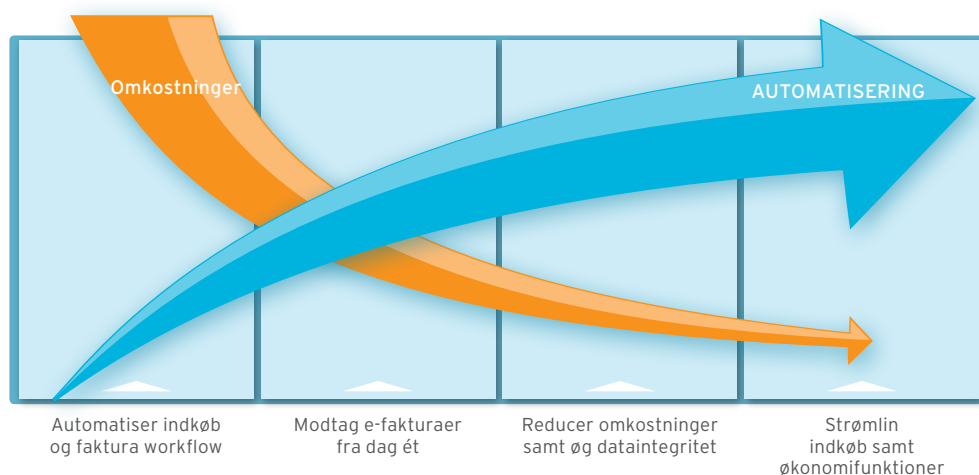 Omkostninger
AUTOMATISERING
Automatiser indkøb
og faktura workflow
Modtag e-fakturaer
fra dag ét
Reducer omkostninger
samt øg dataintegritet
Strømlin
indkøb samt
økonomifunktioner